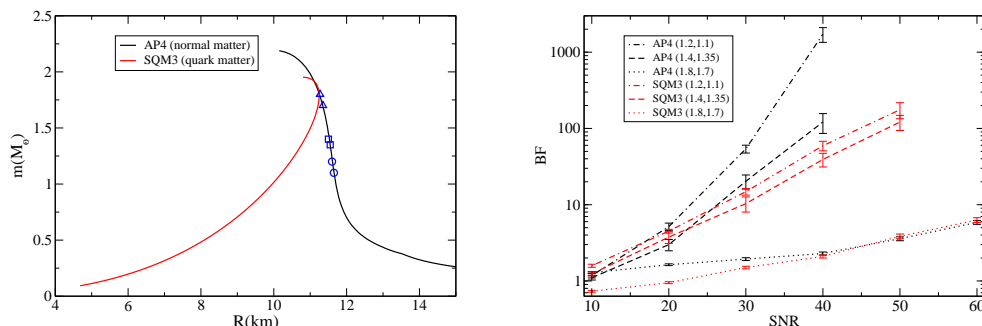 2.5
2
1.5
1
0.5
0
m(M⊙)
AP4 (normal matter)
SQM3 (quark matter)
4 6 8 10 12 14
R(km)
1000
100
10
1
BF
AP4 (1.2,1.1)
AP4 (1.4,1.35)
AP4 (1.8,1.7)
SQM3 (1.2,1.1)
SQM3 (1.4,1.35)
SQM3 (1.8,1.7)
10 20 30 40 50 60
SNR